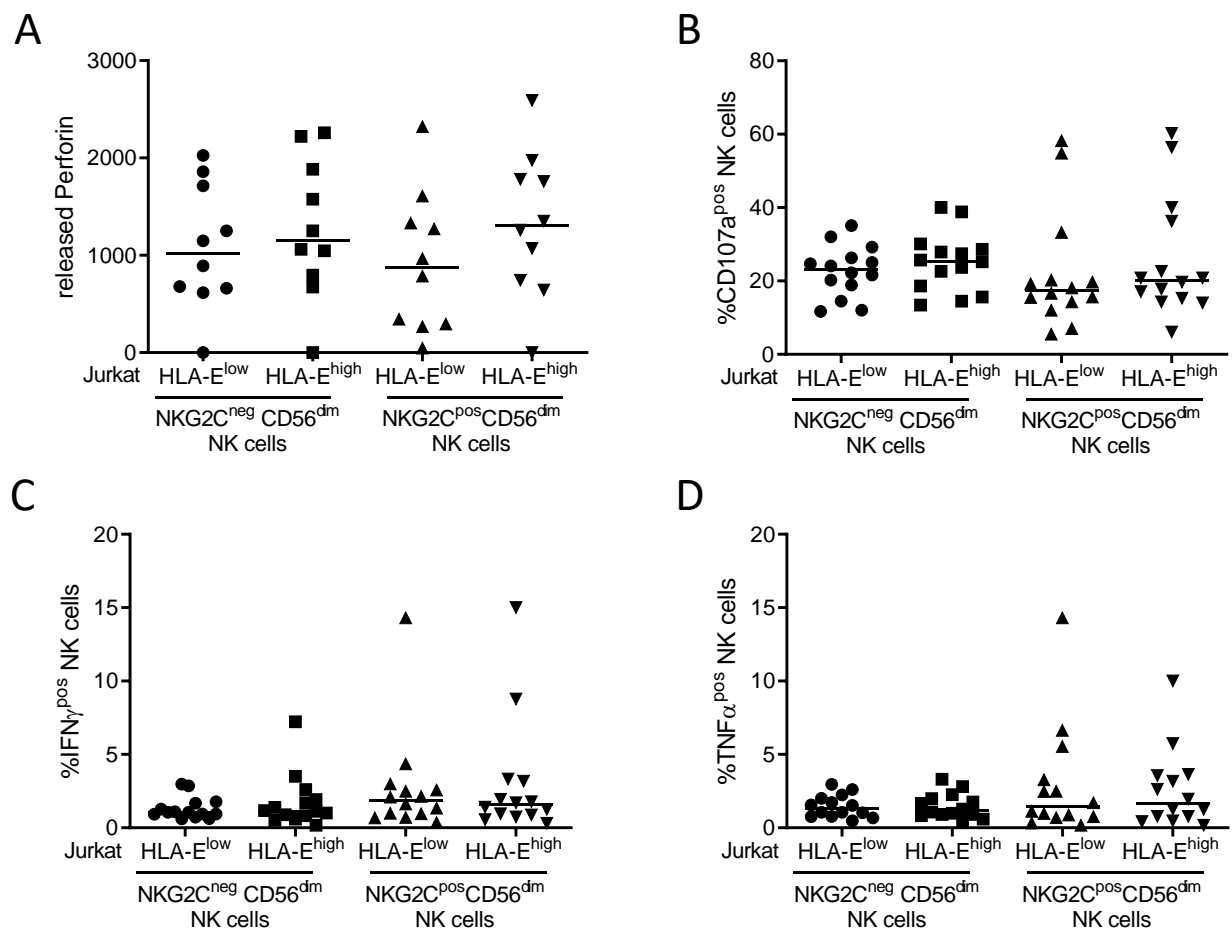 A
3000
2000
1000
0
released Perforin
Jurkat HLA-E^low HLA-E^high HLA-E^low HLA-E^high
NKG2C^neg CD56^dim NKG2C^pos CD56^dim
NK cells NK cells
B
80
60
40
20
0
%CD107a^pos NK cells
Jurkat HLA-E^low HLA-E^high HLA-E^low HLA-E^high
NKG2C^neg CD56^dim NKG2C^pos CD56^dim
NK cells NK cells
C
20
15
10
5
0
%IFNγ^pos NK cells
Jurkat HLA-E^low HLA-E^high HLA-E^low HLA-E^high
NKG2C^neg CD56^dim NKG2C^pos CD56^dim
NK cells NK cells
D
20
15
10
5
0
%TNFα^pos NK cells
Jurkat HLA-E^low HLA-E^high HLA-E^low HLA-E^high
NKG2C^neg CD56^dim NKG2C^pos CD56^dim
NK cells NK cells